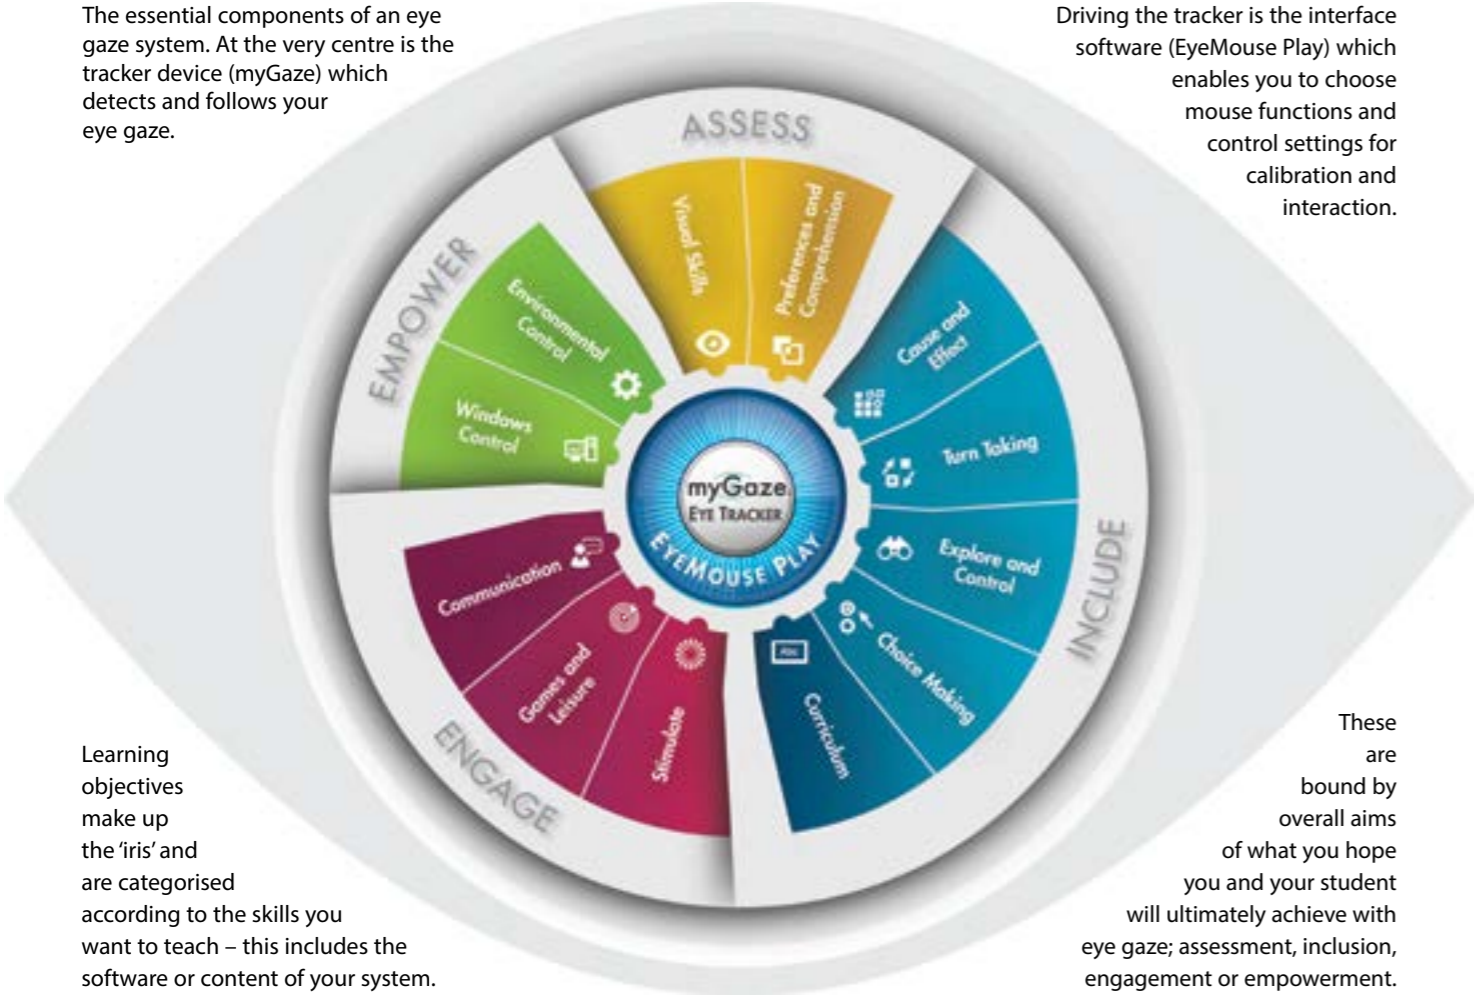 The essential components of an eye
gaze system. At the very centre is the
tracker device (myGaze) which
detects and follows your
eye gaze.
Driving the tracker is the interface
software (EyeMouse Play) which
enables you to choose
mouse functions and
control settings for
calibration and
interaction.
ASSESS
Visual Skills
Preferences and
Comprehension
INCLUDE
Cause and
Effect
Turn Taking
Explore and
Control
Choice Making
Curriculum
Abc
ENGAGE
Stimulate
Games and
Leisure
Communication
EMPOWER
Windows
Control
Environmental
Control
myGaze
EYE TRACKER
EYEMOUSE PLAY
Learning
objectives
make up
the ‘iris’ and
are categorised
according to the skills you
want to teach – this includes the
software or content of your system.
These
are
bound by
overall aims
of what you hope
you and your student
will ultimately achieve with
eye gaze; assessment, inclusion,
engagement or empowerment.